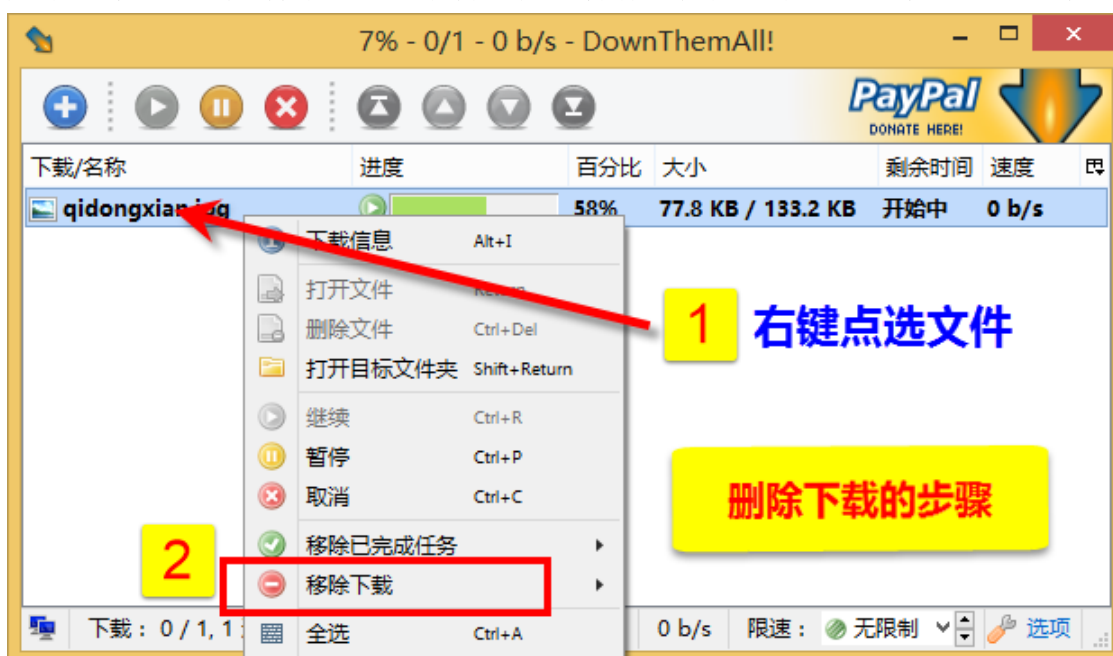 7% - 0/1 - 0 b/s - DownThemAll!
PayPal
DONATE HERE!
下载/名称 进度 百分比 大小 剩余时间 速度
qidongxian.jpg 58% 77.8 KB / 133.2 KB 开始中 0 b/s
下载信息 Alt+I
打开文件 Return
删除文件 Ctrl+Del
打开目标文件夹 Shift+Return
继续 Ctrl+R
暂停 Ctrl+P
取消 Ctrl+C
移除已完成任务
移除下载
全选 Ctrl+A
1 右键点选文件
删除下载的步骤
2
下载： 0 / 1, 1 0 b/s 限速： 无限制 选项